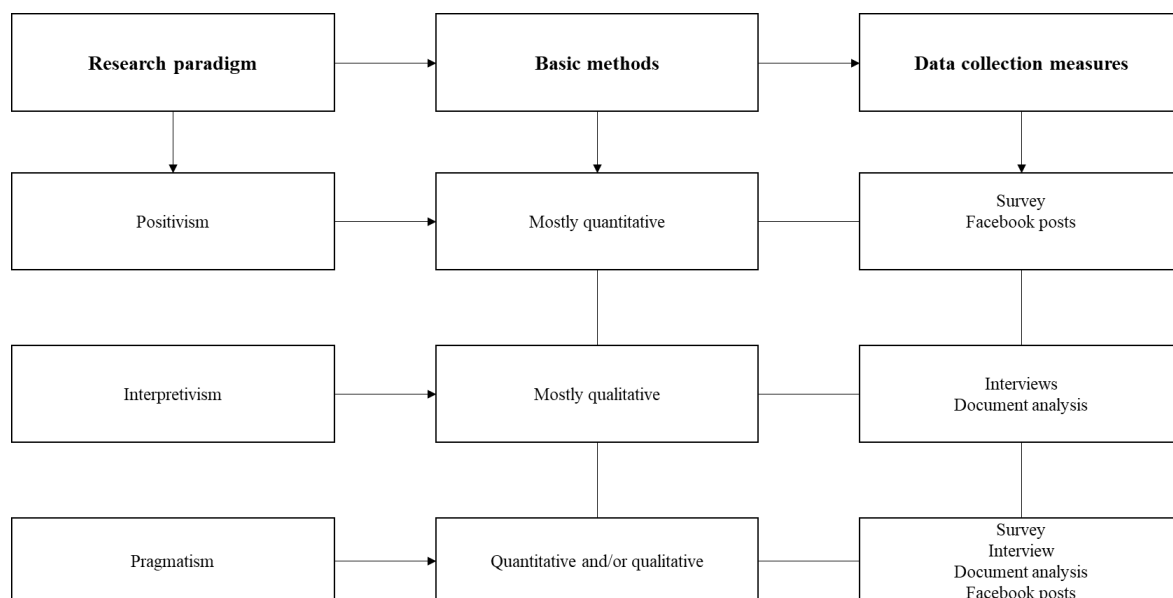 Research paradigm
Basic methods
Data collection measures
Positivism
Mostly quantitative
Survey
Facebook posts
Interpretivism
Mostly qualitative
Interviews
Document analysis
Pragmatism
Quantitative and/or qualitative
Survey
Interview
Document analysis
Facebook posts